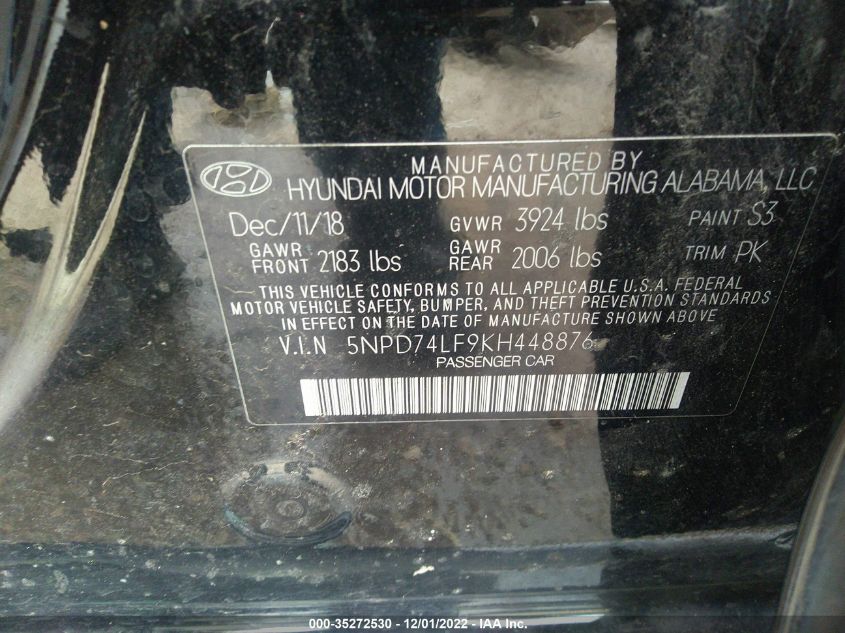 MANUFACTURED BY
HYUNDAI MOTOR MANUFACTURING ALABAMA, LLC
Dec/11/18 GVWR 3924 lbs PAINT S3
GAWR FRONT 2183 lbs GAWR REAR 2006 lbs TRIM PK
THIS VEHICLE CONFORMS TO ALL APPLICABLE U.S.A. FEDERAL
MOTOR VEHICLE SAFETY, BUMPER, AND THEFT PREVENTION STANDARDS
IN EFFECT ON THE DATE OF MANUFACTURE SHOWN ABOVE
V.I.N 5NPD74LF9KH448876
PASSENGER CAR
000-35272530 - 12/01/2022 - IAA Inc.